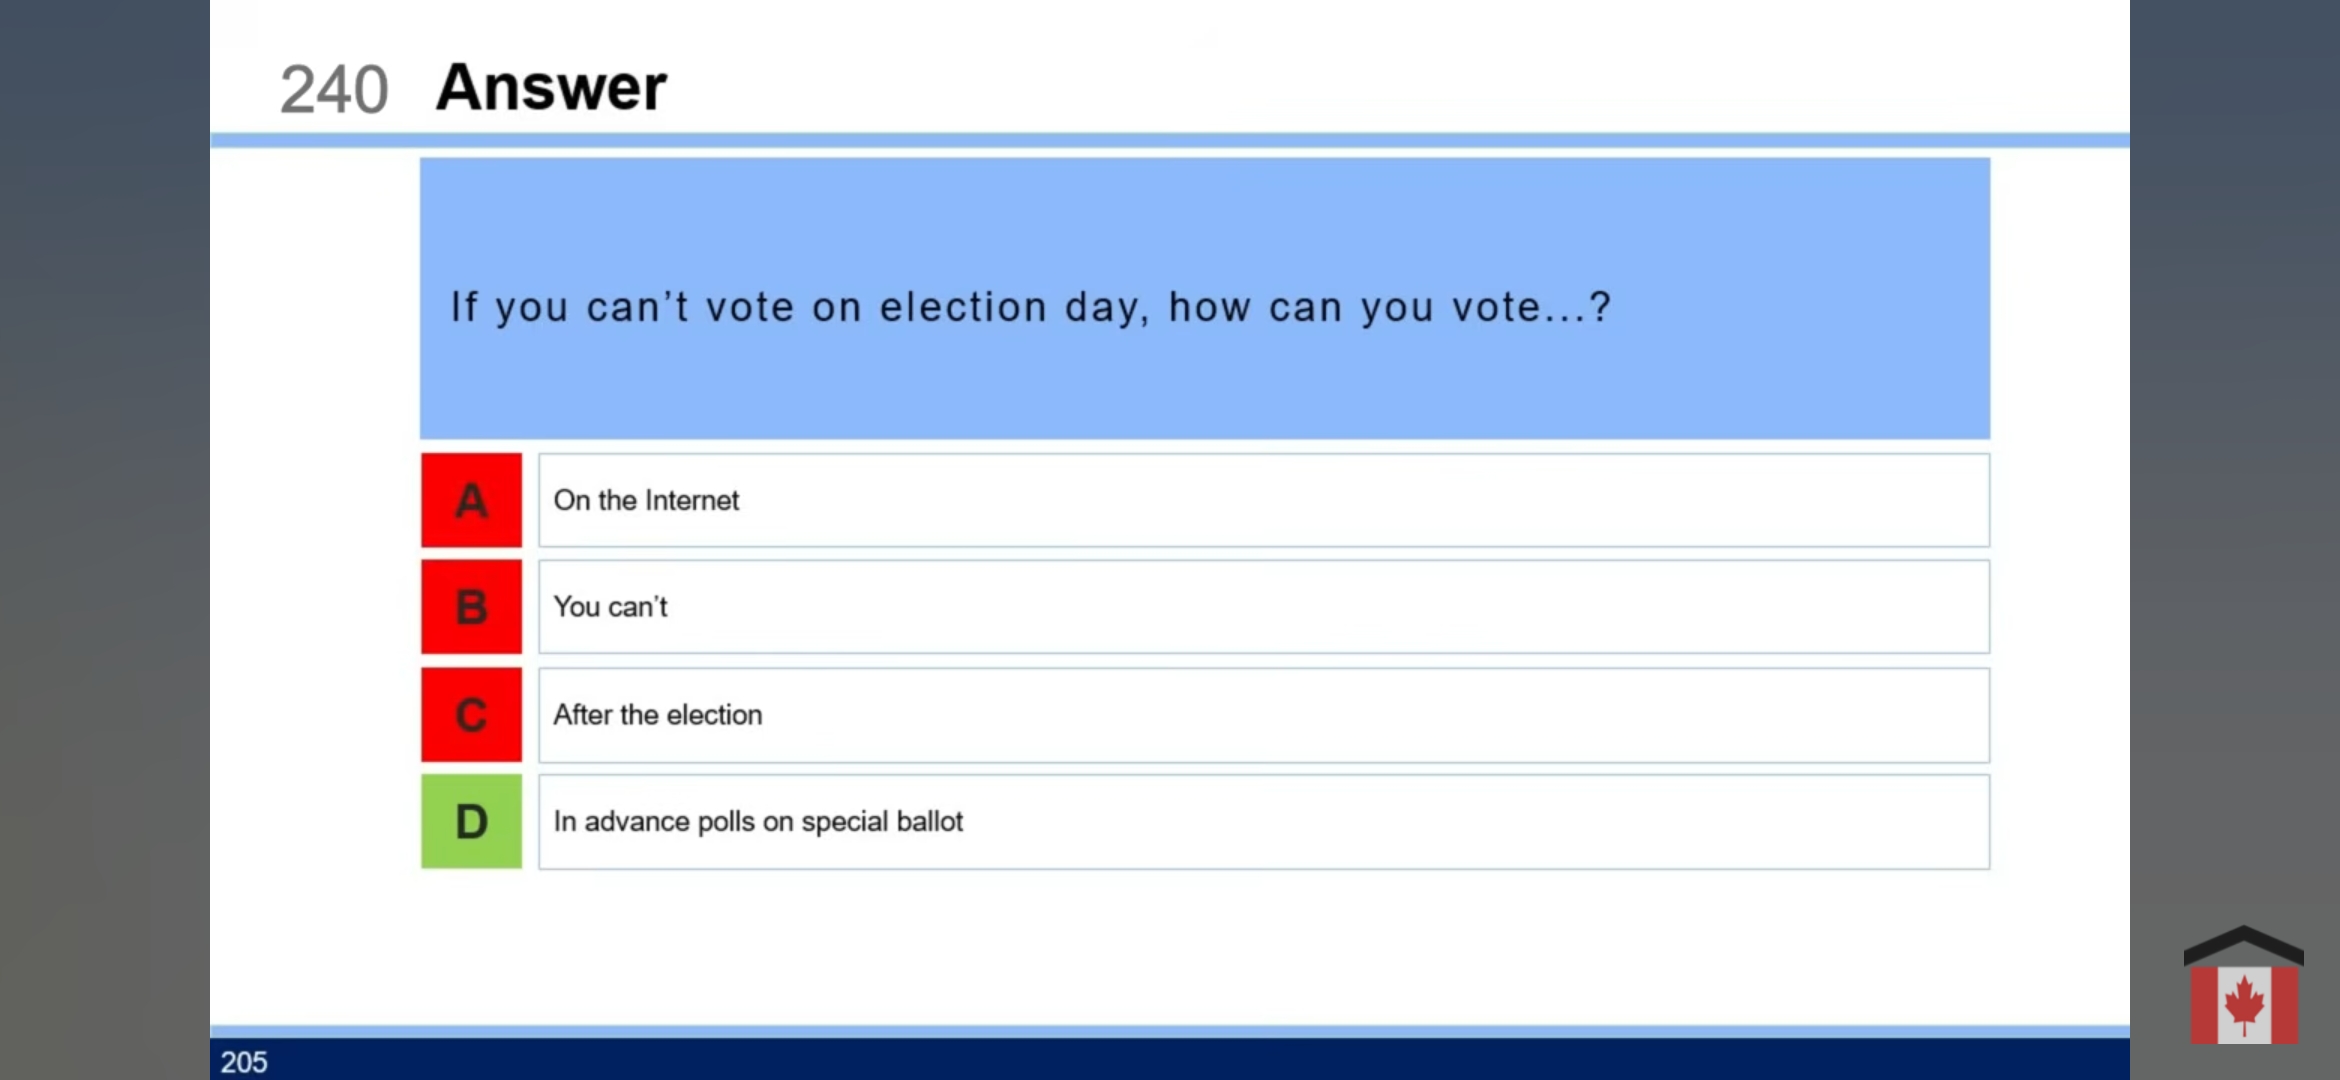 240 Answer
If you can’t vote on election day, how can you vote...?
A On the Internet
B You can’t
C After the election
D In advance polls on special ballot
205